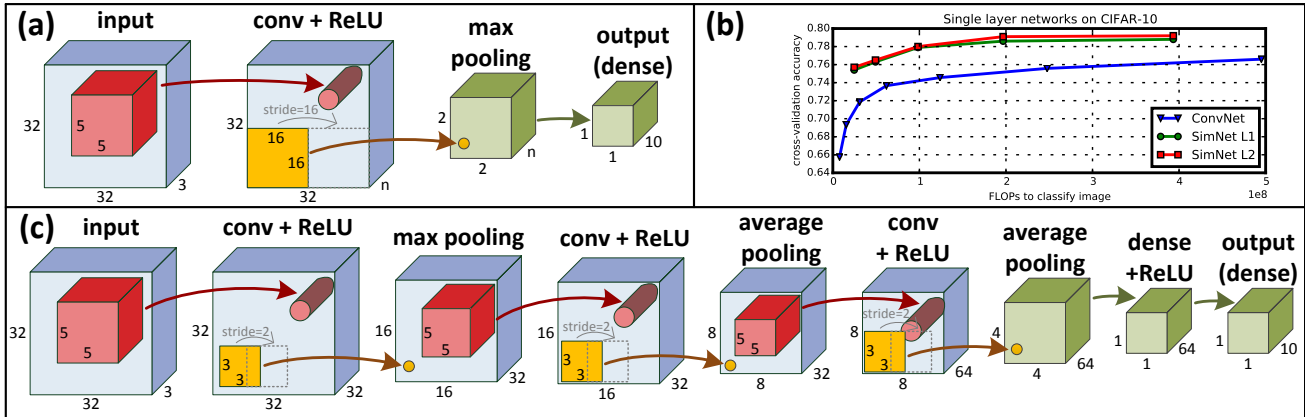 (a)
input
conv + ReLU
max
pooling
output
(dense)
32
5
5
32
3
32
stride=16
16
16
32
n
2
2
n
1
1
10
(b)
Single layer networks on CIFAR-10
cross-validation accuracy
0.80
0.78
0.76
0.74
0.72
0.70
0.68
0.66
0.64
ConvNet
SimNet L1
SimNet L2
0 1 2 3 4 5
FLOPs to classify image
1e8
(c)
input
conv + ReLU
max pooling
conv + ReLU
average
pooling
conv
+ ReLU
average
pooling
dense
+ReLU
output
(dense)
32
5
5
32
3
32
stride=2
3
3
32
32
16
5
5
16
32
16
stride=2
3
3
16
32
8
5
5
8
32
8
stride=2
3
3
8
64
4
4
64
1
1
64
1
1
10